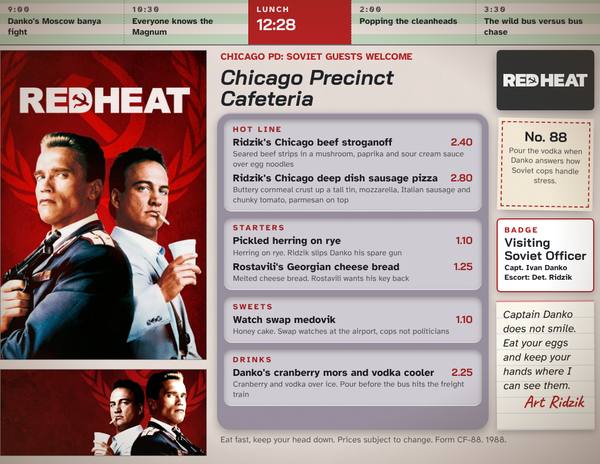 9:00
Danko's Moscow banya
fight
10:30
Everyone knows the
Magnum
LUNCH
12:28
2:00
Popping the cleanheads
3:30
The wild bus versus bus
chase
RED HEAT
CHICAGO PD: SOVIET GUESTS WELCOME
Chicago Precinct
Cafeteria
HOT LINE
Ridzik's Chicago beef stroganoff 2.40
Seared beef strips in a mushroom, paprika and sour cream sauce
over egg noodles
Ridzik's Chicago deep dish sausage pizza 2.80
Buttery cornmeal crust up a tall tin, mozzarella, Italian sausage and
chunky tomato, parmesan on top
STARTERS
Pickled herring on rye 1.10
Herring on rye. Ridzik slips Danko his spare gun
Rostavili's Georgian cheese bread 1.25
Melted cheese bread. Rostavili wants his key back
SWEETS
Watch swap medovik 1.10
Honey cake. Swap watches at the airport, cops not politicians
DRINKS
Danko's cranberry mors and vodka cooler 2.25
Cranberry and vodka over ice. Pour before the bus hits the freight
train
Eat fast, keep your head down. Prices subject to change. Form CF-88. 1988.
RED HEAT
No. 88
Pour the vodka when
Danko answers how
Soviet cops handle
stress.
BADGE
Visiting
Soviet Officer
Capt. Ivan Danko
Escort: Det. Ridzik
Captain Danko
does not smile.
Eat your eggs
and keep your
hands where I
can see them.
Art Ridzik